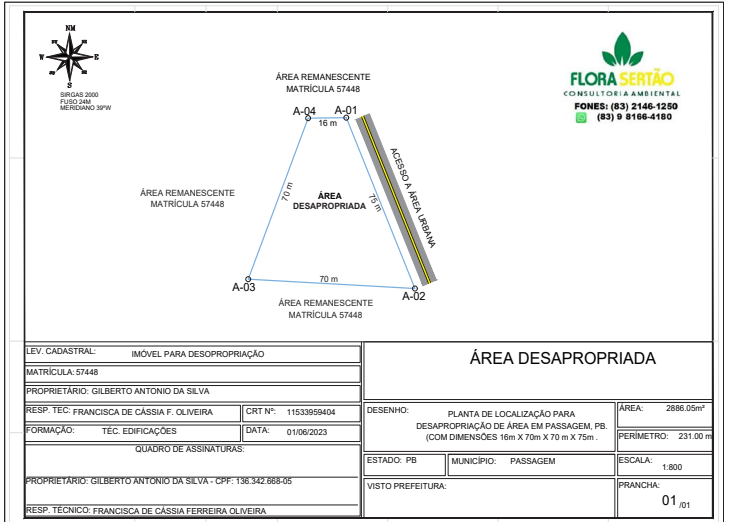 NM
W
E
S
SIRGAS 2000
FUSO 24M
MERIDIANO 39°W
FLORA SERTÃO
CONSULTORIA AMBIENTAL
FONES: (83) 2146-1250
(83) 9 8166-4180
ÁREA REMANESCENTE
MATRÍCULA 57448
A-04
A-01
16 m
ÁREA REMANESCENTE
MATRÍCULA 57448
70 m
ÁREA
DESAPROPRIADA
75 m
ACESSO A ÁREA URBANA
70 m
A-03
A-02
ÁREA REMANESCENTE
MATRÍCULA 57448
LEV. CADASTRAL: IMÓVEL PARA DESOPROPRIAÇÃO
MATRÍCULA: 57448
PROPRIETÁRIO: GILBERTO ANTONIO DA SILVA
RESP. TEC: FRANCISCA DE CÁSSIA F. OLIVEIRA
CRT Nº: 11533959404
FORMAÇÃO: TÉC. EDIFICAÇÕES
DATA: 01/06/2023
QUADRO DE ASSINATURAS:
PROPRIETÁRIO: GILBERTO ANTONIO DA SILVA - CPF: 136.342.668-05
RESP. TÉCNICO: FRANCISCA DE CÁSSIA FERREIRA OLIVEIRA
ÁREA DESAPROPRIADA
DESENHO: PLANTA DE LOCALIZAÇÃO PARA
DESAPROPRIAÇÃO DE ÁREA EM PASSAGEM, PB.
(COM DIMENSÕES 16m X 70m X 70 m X 75m .
ÁREA: 2886.05m²
PERÍMETRO: 231.00 m
ESTADO: PB
MUNICÍPIO: PASSAGEM
ESCALA: 1:800
VISTO PREFEITURA:
PRANCHA:
01 /01